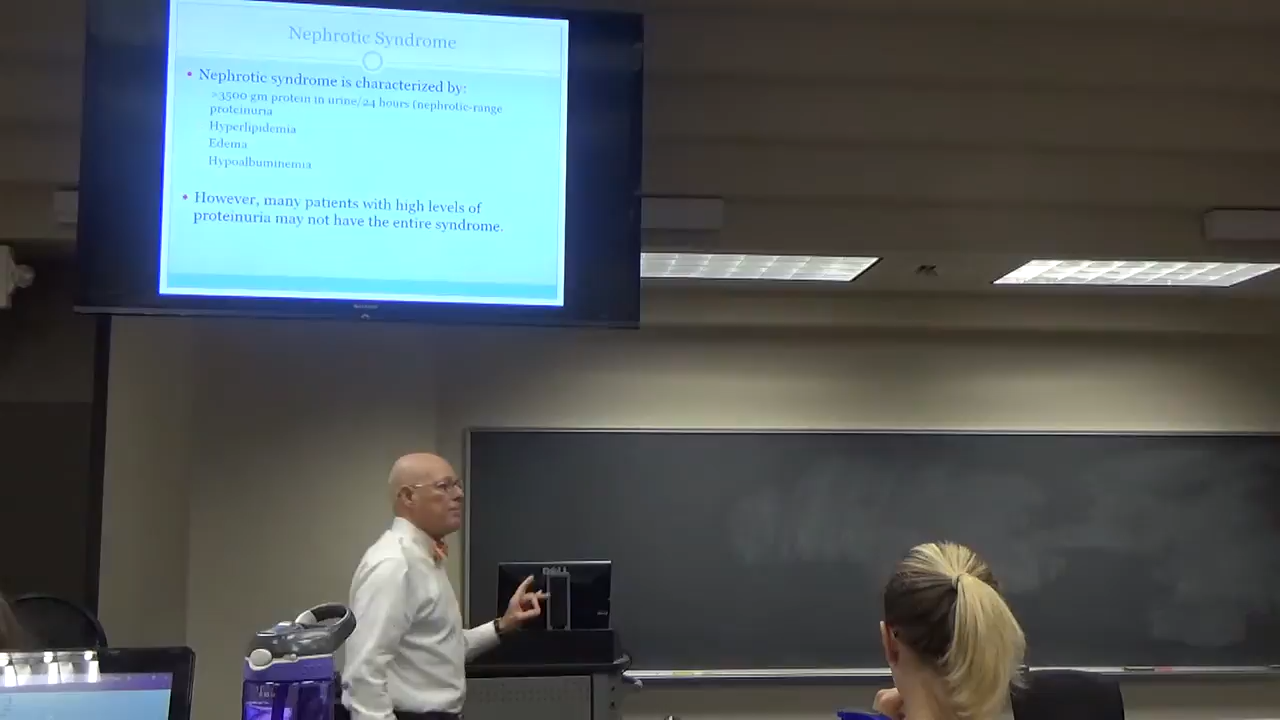 Nephrotic Syndrome
• Nephrotic syndrome is characterized by:
>3500 gm protein in urine/24 hours (nephrotic-range
proteinuria
Hyperlipidemia
Edema
Hypoalbuminemia
• However, many patients with high levels of
proteinuria may not have the entire syndrome.
DELL